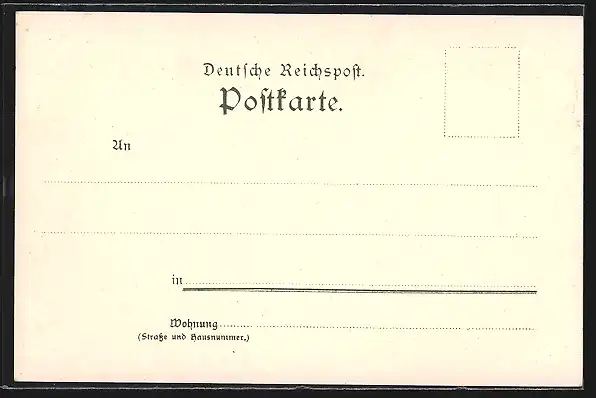 Deutsche Reichspost.
Postkarte.
An
in
Wohnung
(Straße und Hausnummer.)